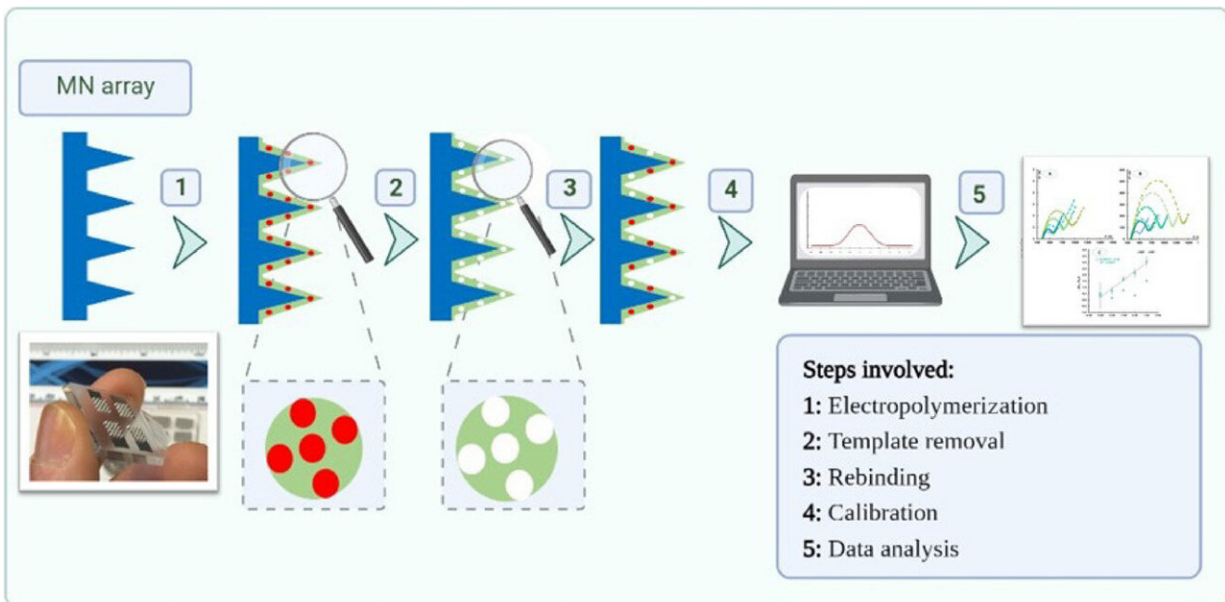 MN array
1
2
3
4
5
Steps involved:
1: Electropolymerization
2: Template removal
3: Rebinding
4: Calibration
5: Data analysis